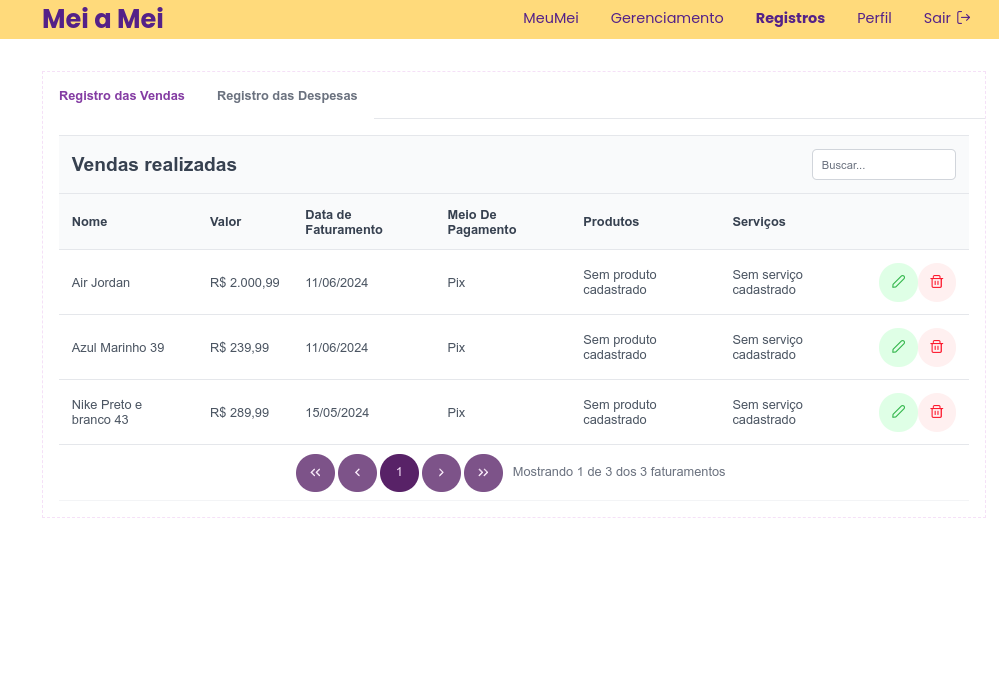 Mei a Mei
MeuMei Gerenciamento Registros Perfil Sair
Registro das Vendas Registro das Despesas
Vendas realizadas
Buscar...
Nome Valor Data de Faturamento Meio De Pagamento Produtos Serviços
Air Jordan R$ 2.000,99 11/06/2024 Pix Sem produto cadastrado Sem serviço cadastrado
Azul Marinho 39 R$ 239,99 11/06/2024 Pix Sem produto cadastrado Sem serviço cadastrado
Nike Preto e branco 43 R$ 289,99 15/05/2024 Pix Sem produto cadastrado Sem serviço cadastrado
1 Mostrando 1 de 3 dos 3 faturamentos